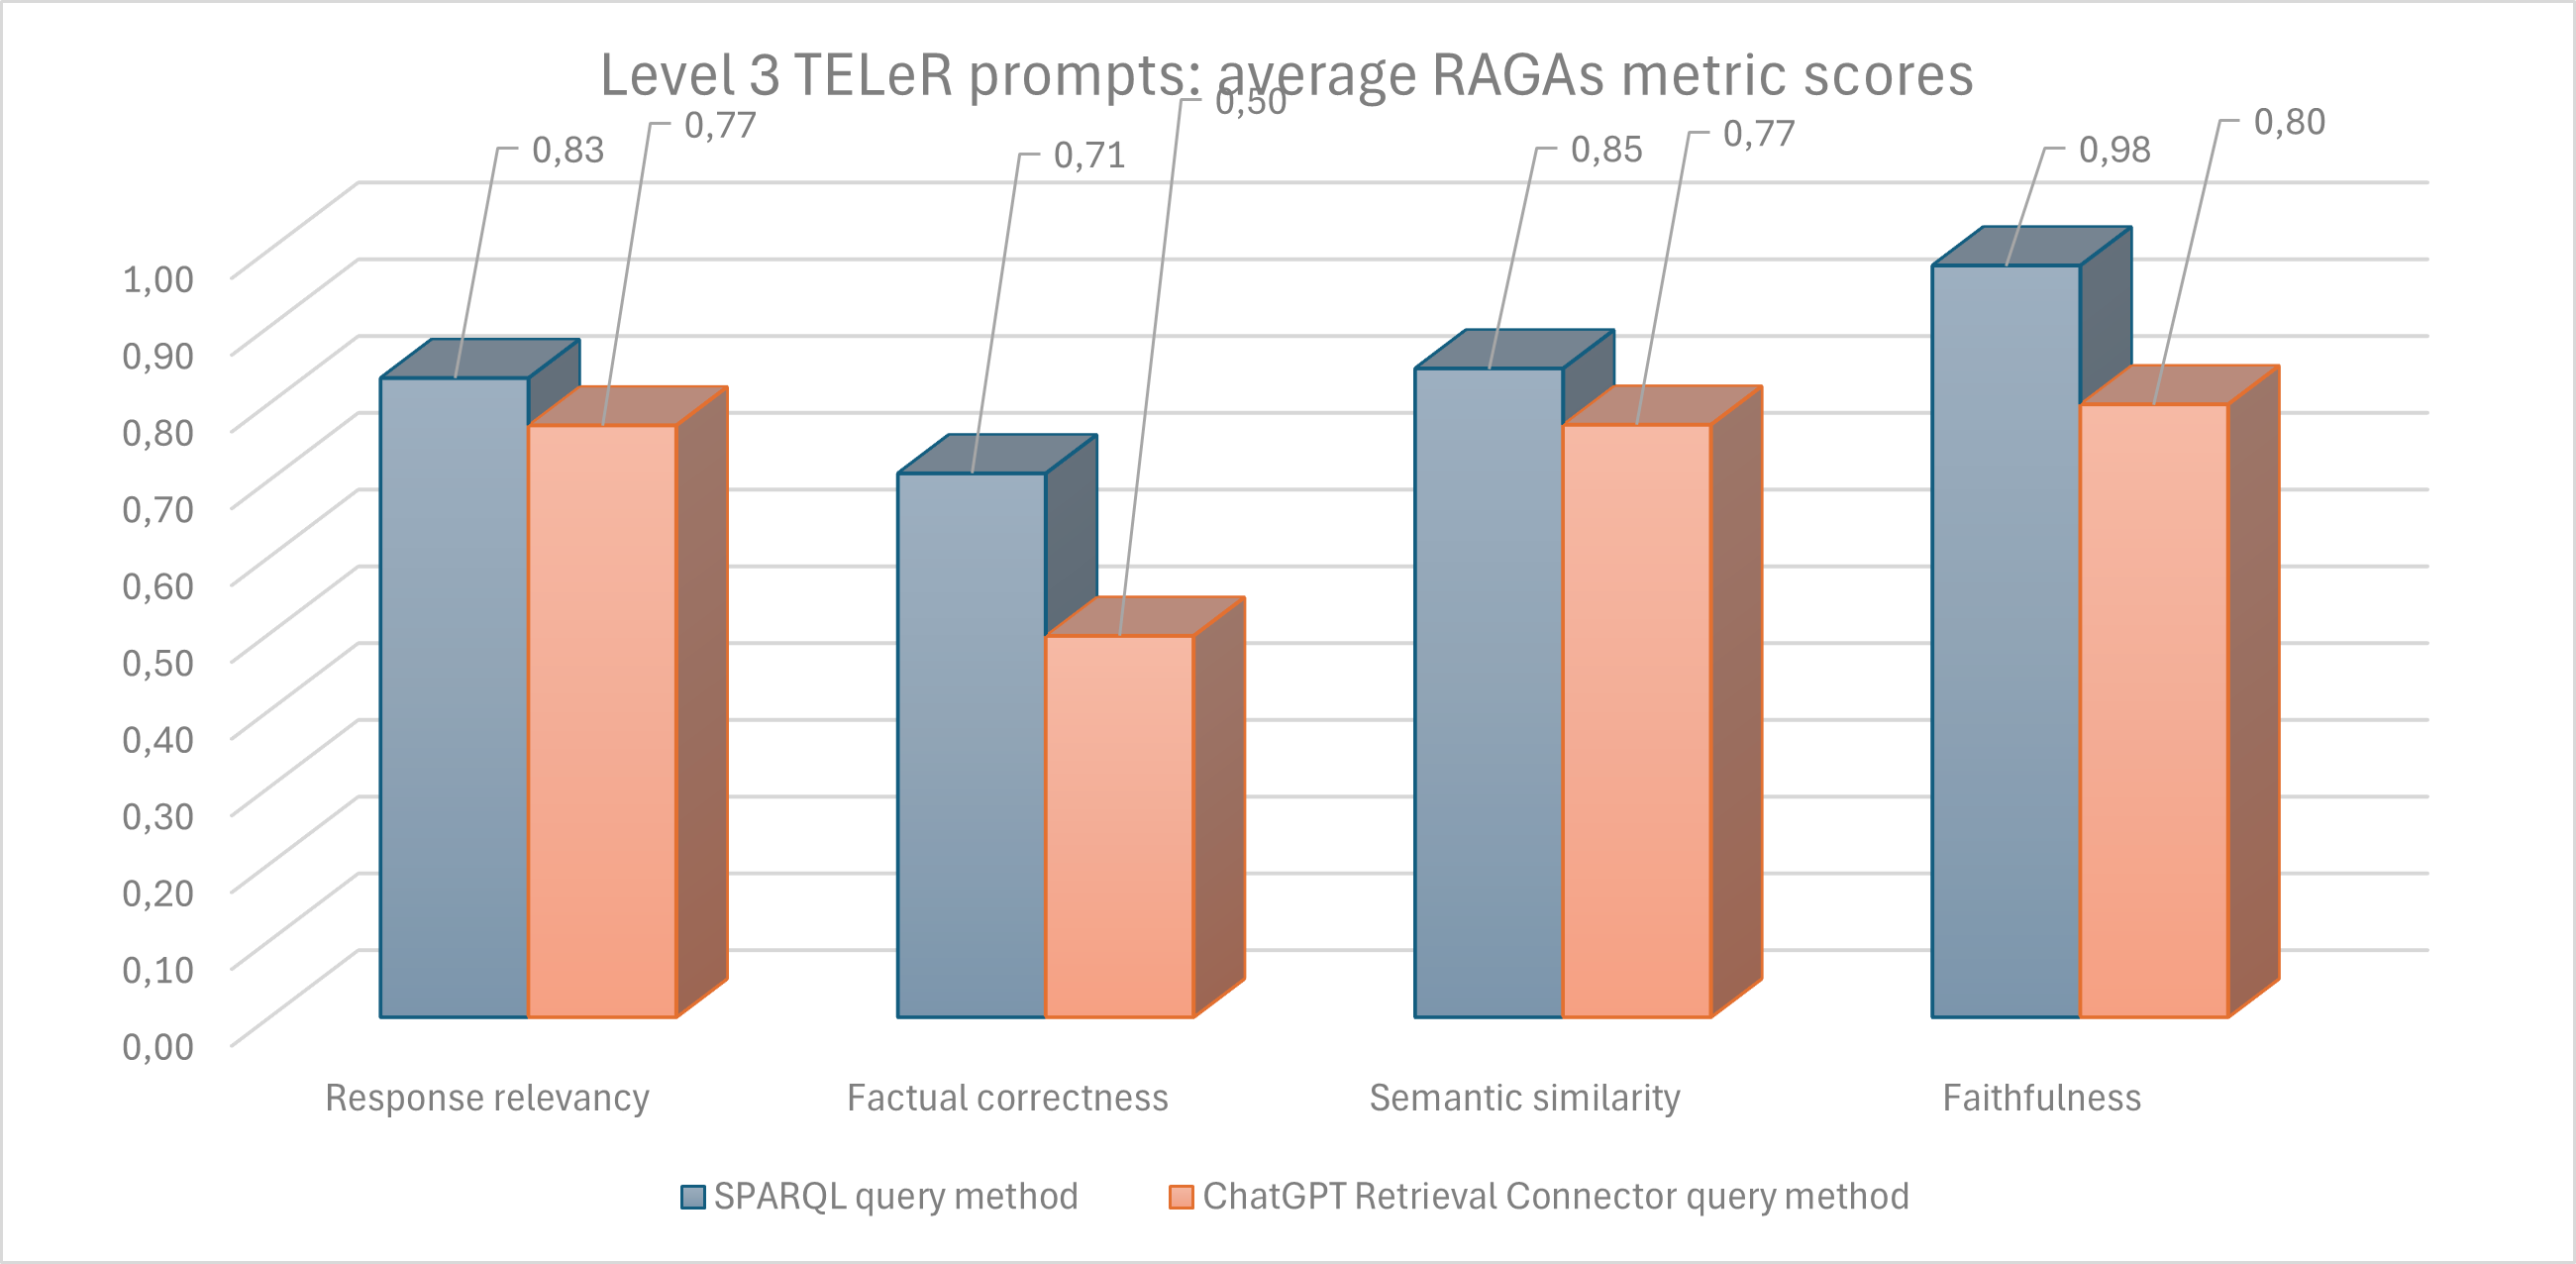 Level 3 TELeR prompts: average RAGAs metric scores
0,83
0,77
0,71
0,50
0,85
0,77
0,98
0,80
1,00
0,90
0,80
0,70
0,60
0,50
0,40
0,30
0,20
0,10
0,00
Response relevancy
Factual correctness
Semantic similarity
Faithfulness
SPARQL query method
ChatGPT Retrieval Connector query method